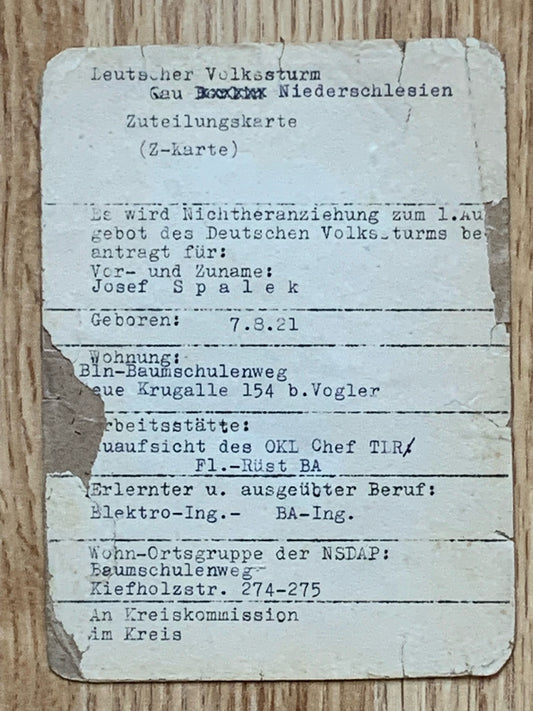 Deutscher Volkssturm
Gau Niederschlesien
Zuteilungskarte
(Z-Karte)
Es wird Nichtheranziehung zum 1.Au
gebot des Deutschen Volkssturms be
antragt für:
Vor- und Zuname:
Josef S p a l e k
Geboren: 7.8.21
Wohnung:
Bln-Baumschulenweg
eue Krugalle 154 b.Vogler
rbeitsstätte:
uaufsicht des OKL Chef TLR/
Fl.-Rüst BA
Erlernter u. ausgeübter Beruf:
Elektro-Ing.- BA-Ing.
Wohn-Ortsgruppe der NSDAP:
Baumschulenweg-
Kiefholzstr. 274-275
An Kreiskommission
im Kreis